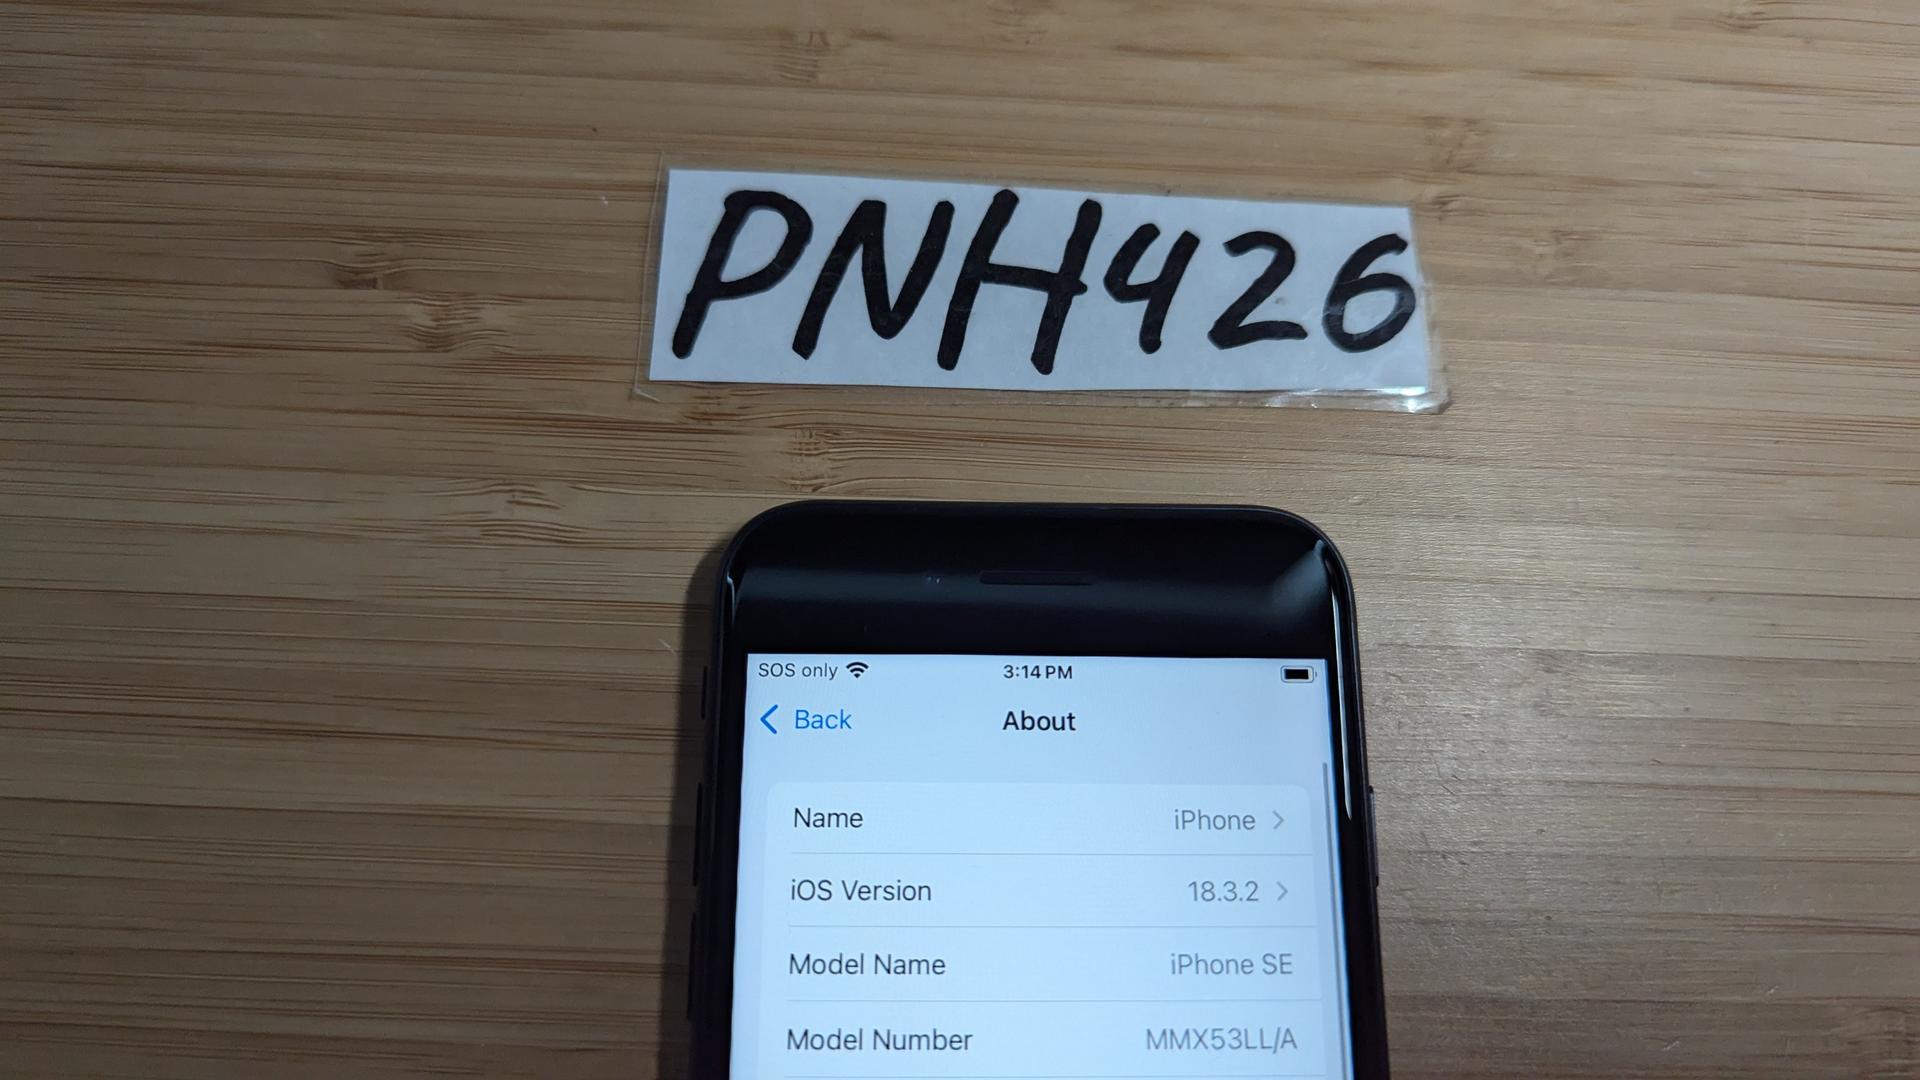 PNH426
SOS only 3:14 PM
Back About
Name iPhone
iOS Version 18.3.2
Model Name iPhone SE
Model Number MMX53LL/A